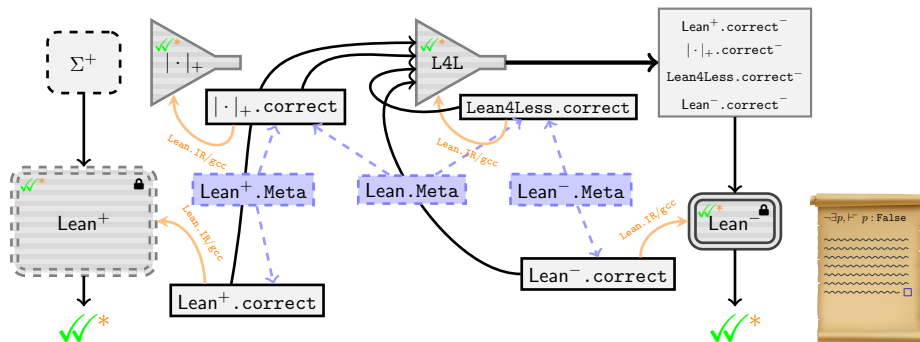 Σ⁺
|·|₊
L4L
Lean⁺.correct⁻
|·|₊.correct⁻
Lean4Less.correct⁻
Lean⁻.correct⁻
|·|₊.correct
Lean4Less.correct
Lean.IR/gcc
Lean.IR/gcc
Lean⁺
Lean⁺.Meta
Lean.Meta
Lean⁻.Meta
Lean⁻
¬∃p, ⊢⁻ p : False
Lean.IR/gcc
Lean.IR/gcc
Lean⁺.correct
Lean⁻.correct